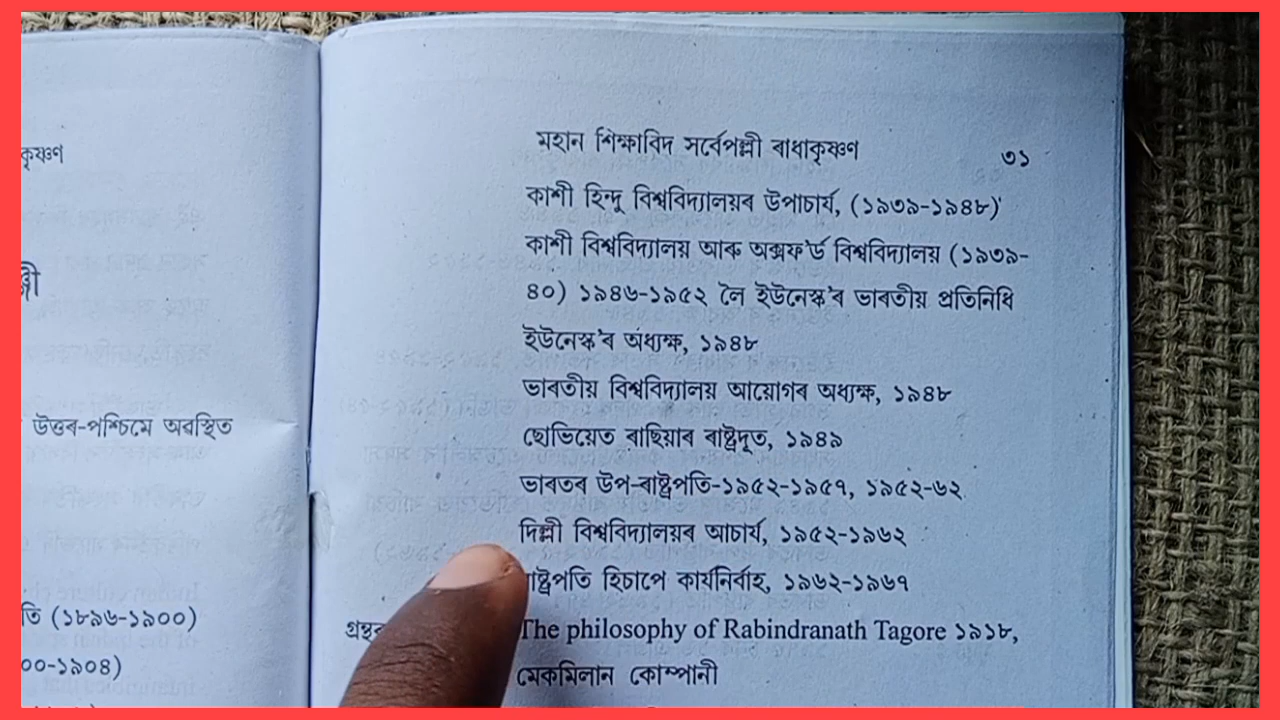 কৃষ্ণণ
উত্তৰ-পশ্চিমে অৱস্থিত
তি (১৮৯৬-১৯০০)
০০-১৯০৪)
মহান শিক্ষাবিদ সৰ্বেপল্লী ৰাধাকৃষ্ণণ ৩১
কাশী হিন্দু বিশ্ববিদ্যালয়ৰ উপাচাৰ্য, (১৯৩৯-১৯৪৮)
কাশী বিশ্ববিদ্যালয় আৰু অক্সফ'ৰ্ড বিশ্ববিদ্যালয় (১৯৩৯-
৪০) ১৯৪৬-১৯৫২ লৈ ইউনেস্ক'ৰ ভাৰতীয় প্ৰতিনিধি
ইউনেস্ক'ৰ অধ্যক্ষ, ১৯৪৮
ভাৰতীয় বিশ্ববিদ্যালয় আয়োগৰ অধ্যক্ষ, ১৯৪৮
ছোভিয়েত ৰাছিয়াৰ ৰাষ্ট্ৰদূত, ১৯৪৯
ভাৰতৰ উপ-ৰাষ্ট্ৰপতি-১৯৫২-১৯৫৭, ১৯৫২-৬২
দিল্লী বিশ্ববিদ্যালয়ৰ আচাৰ্য, ১৯৫২-১৯৬২
ৰাষ্ট্ৰপতি হিচাপে কাৰ্যনিৰ্বাহ, ১৯৬২-১৯৬৭
The philosophy of Rabindranath Tagore ১৯১৮,
মেকমিলান কোম্পানী